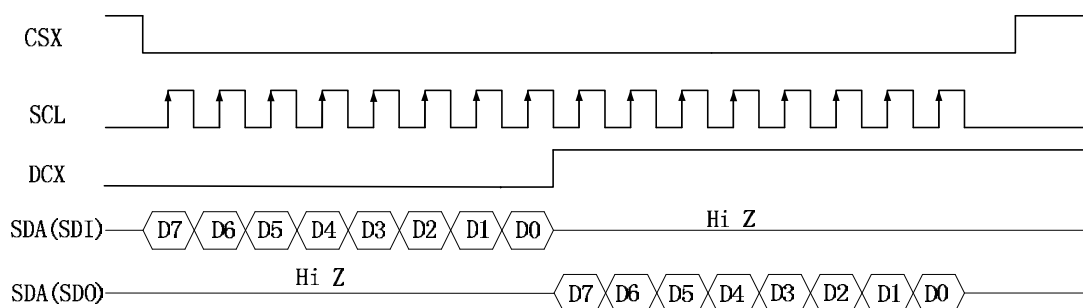 CSX
SCL
DCX
SDA(SDI) D7 D6 D5 D4 D3 D2 D1 D0 Hi Z
Hi Z
SDA(SDO) D7 D6 D5 D4 D3 D2 D1 D0